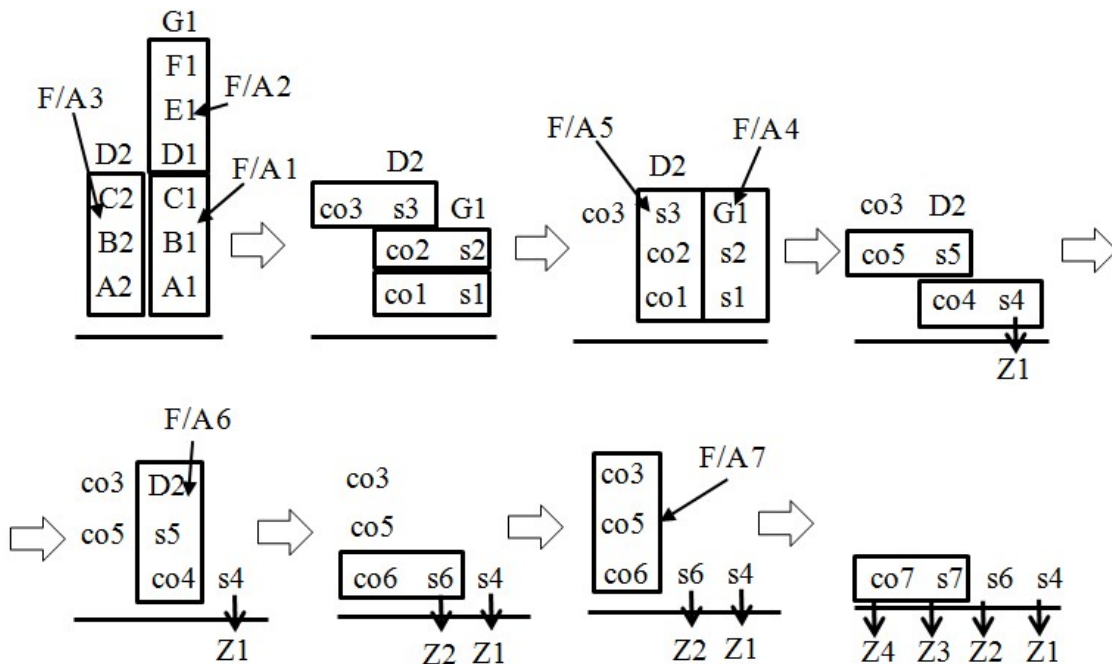 G1
F1
F/A3 E1 F/A2
D2 D1
C2 C1 F/A1
B2 B1
A2 A1
D2
co3 s3 G1
co2 s2
co1 s1
F/A5 F/A4
D2
co3 s3 G1
co2 s2
co1 s1
co3 D2
co5 s5
co4 s4
Z1
F/A6
co3 D2
co5 s5
co4 s4
Z1
co3
co5
co6 s6 s4
Z2 Z1
co3 F/A7
co5
co6 s6 s4
Z2 Z1
co7 s7 s6 s4
Z4 Z3 Z2 Z1